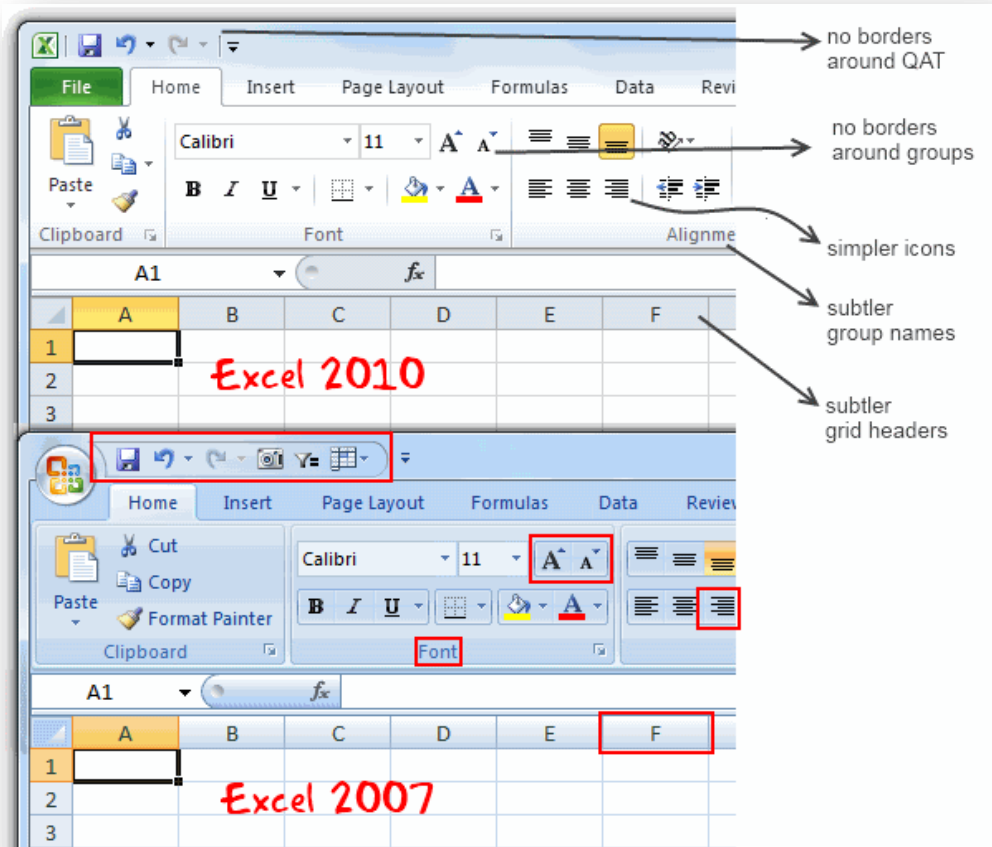 no borders
around QAT
File Home Insert Page Layout Formulas Data Revi
Calibri 11 A A
no borders
around groups
Paste
B I U A
Clipboard Font Alignme
simpler icons
A1 fx
subtler
group names
A B C D E F
1
2
3
Excel 2010
subtler
grid headers
Home Insert Page Layout Formulas Data Review
Cut
Calibri 11 A A
Copy
Paste
B I U A
Format Painter
Clipboard Font
A1 fx
A B C D E F
1
2
3
Excel 2007